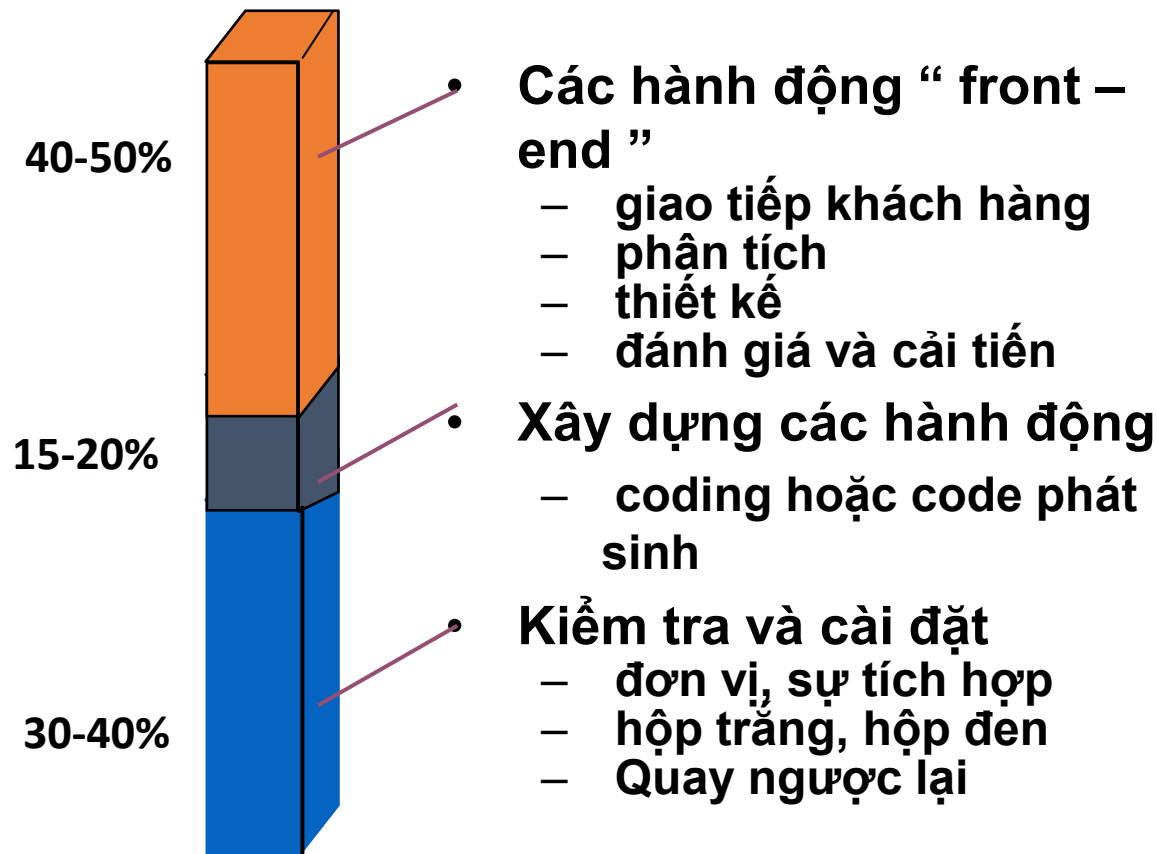 40-50%
15-20%
30-40%
• Các hành động “ front –
end ”
– giao tiếp khách hàng
– phân tích
– thiết kế
– đánh giá và cải tiến
• Xây dựng các hành động
– coding hoặc code phát
sinh
• Kiểm tra và cài đặt
– đơn vị, sự tích hợp
– hộp trắng, hộp đen
– Quay ngược lại